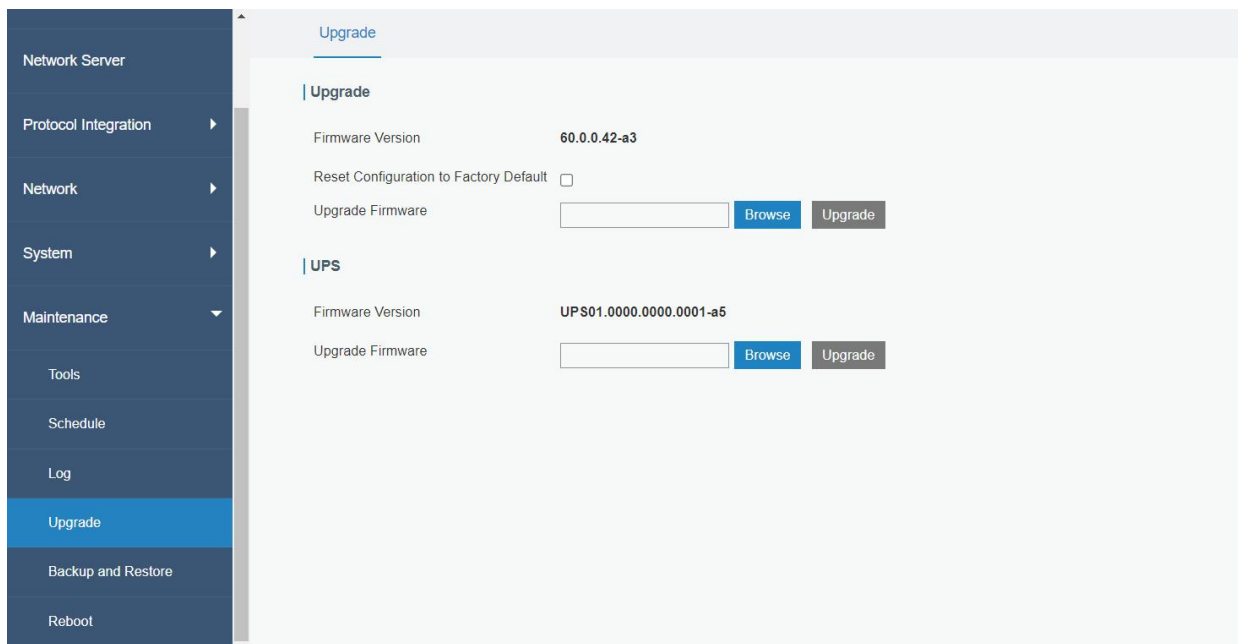 Network Server
Protocol Integration
Network
System
Maintenance
Tools
Schedule
Log
Upgrade
Backup and Restore
Reboot
Upgrade
Upgrade
Firmware Version 60.0.0.42-a3
Reset Configuration to Factory Default
Upgrade Firmware Browse Upgrade
UPS
Firmware Version UPS01.0000.0000.0001-a5
Upgrade Firmware Browse Upgrade